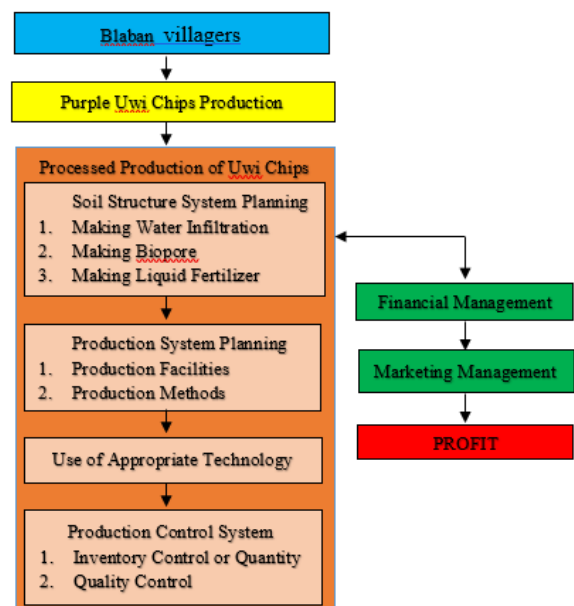 Blaban villagers
Purple Uwi Chips Production
Processed Production of Uwi Chips
Soil Structure System Planning
1. Making Water Infiltration
2. Making Biopore
3. Making Liquid Fertilizer
Production System Planning
1. Production Facilities
2. Production Methods
Use of Appropriate Technology
Production Control System
1. Inventory Control or Quantity
2. Quality Control
Financial Management
Marketing Management
PROFIT